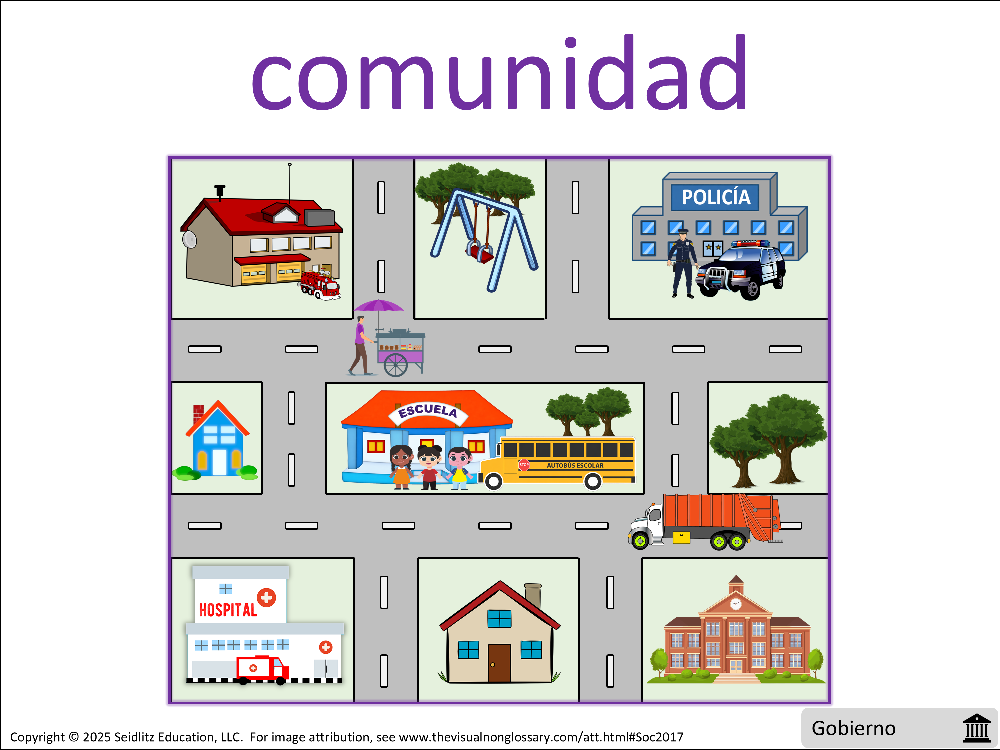 comunidad
POLICÍA
ESCUELA
STOP
AUTOBÚS ESCOLAR
HOSPITAL
Gobierno
Copyright © 2025 Seidlitz Education, LLC.  For image attribution, see www.thevisualnonglossary.com/att.html#Soc2017